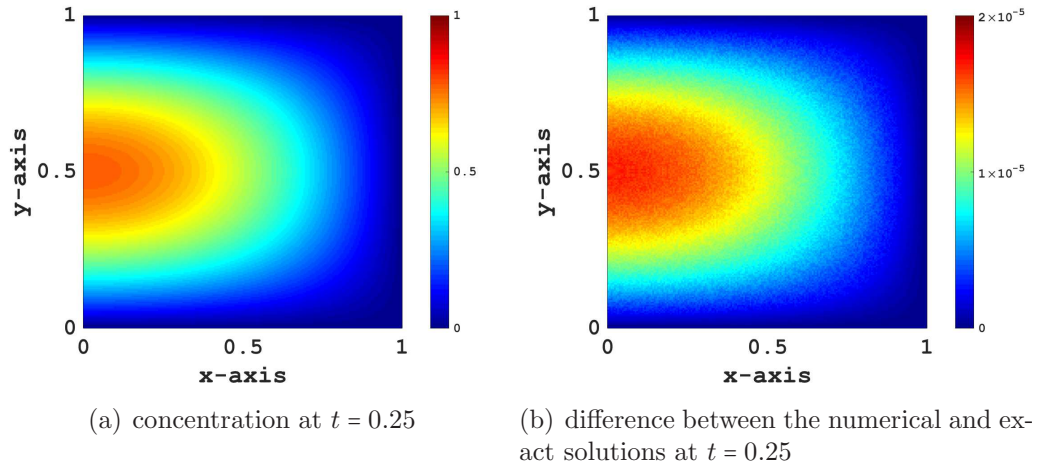 1
0.5
0
0
0.5
1
x-axis
y-axis
1
0.5
0
(a) concentration at t = 0.25
1
0.5
0
0
0.5
1
x-axis
y-axis
2×10⁻⁵
1×10⁻⁵
0
(b) difference between the numerical and ex-
act solutions at t = 0.25